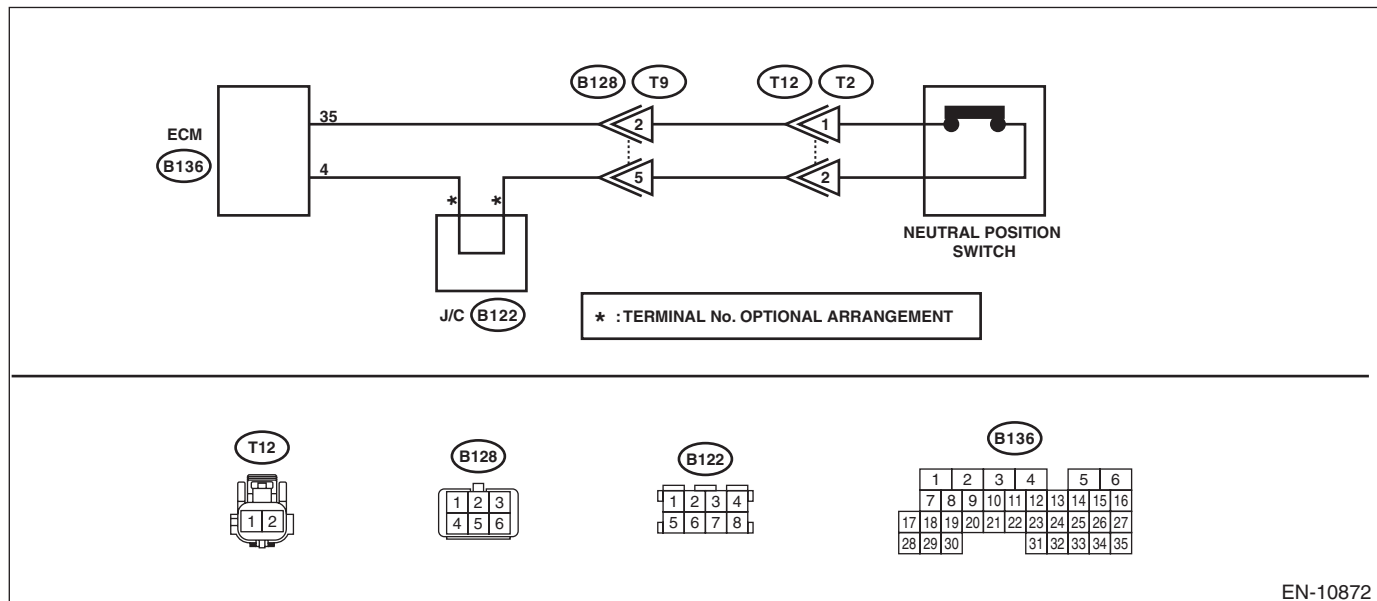 B128 T9 T12 T2
35 2 1
ECM
B136
4 5 2
* *
NEUTRAL POSITION
SWITCH
J/C B122
* : TERMINAL No. OPTIONAL ARRANGEMENT
T12
1 2
B128
1 2 3
4 5 6
B122
1 2 3 4
5 6 7 8
B136
1 2 3 4 5 6
7 8 9 10 11 12 13 14 15 16
17 18 19 20 21 22 23 24 25 26 27
28 29 30 31 32 33 34 35
EN-10872